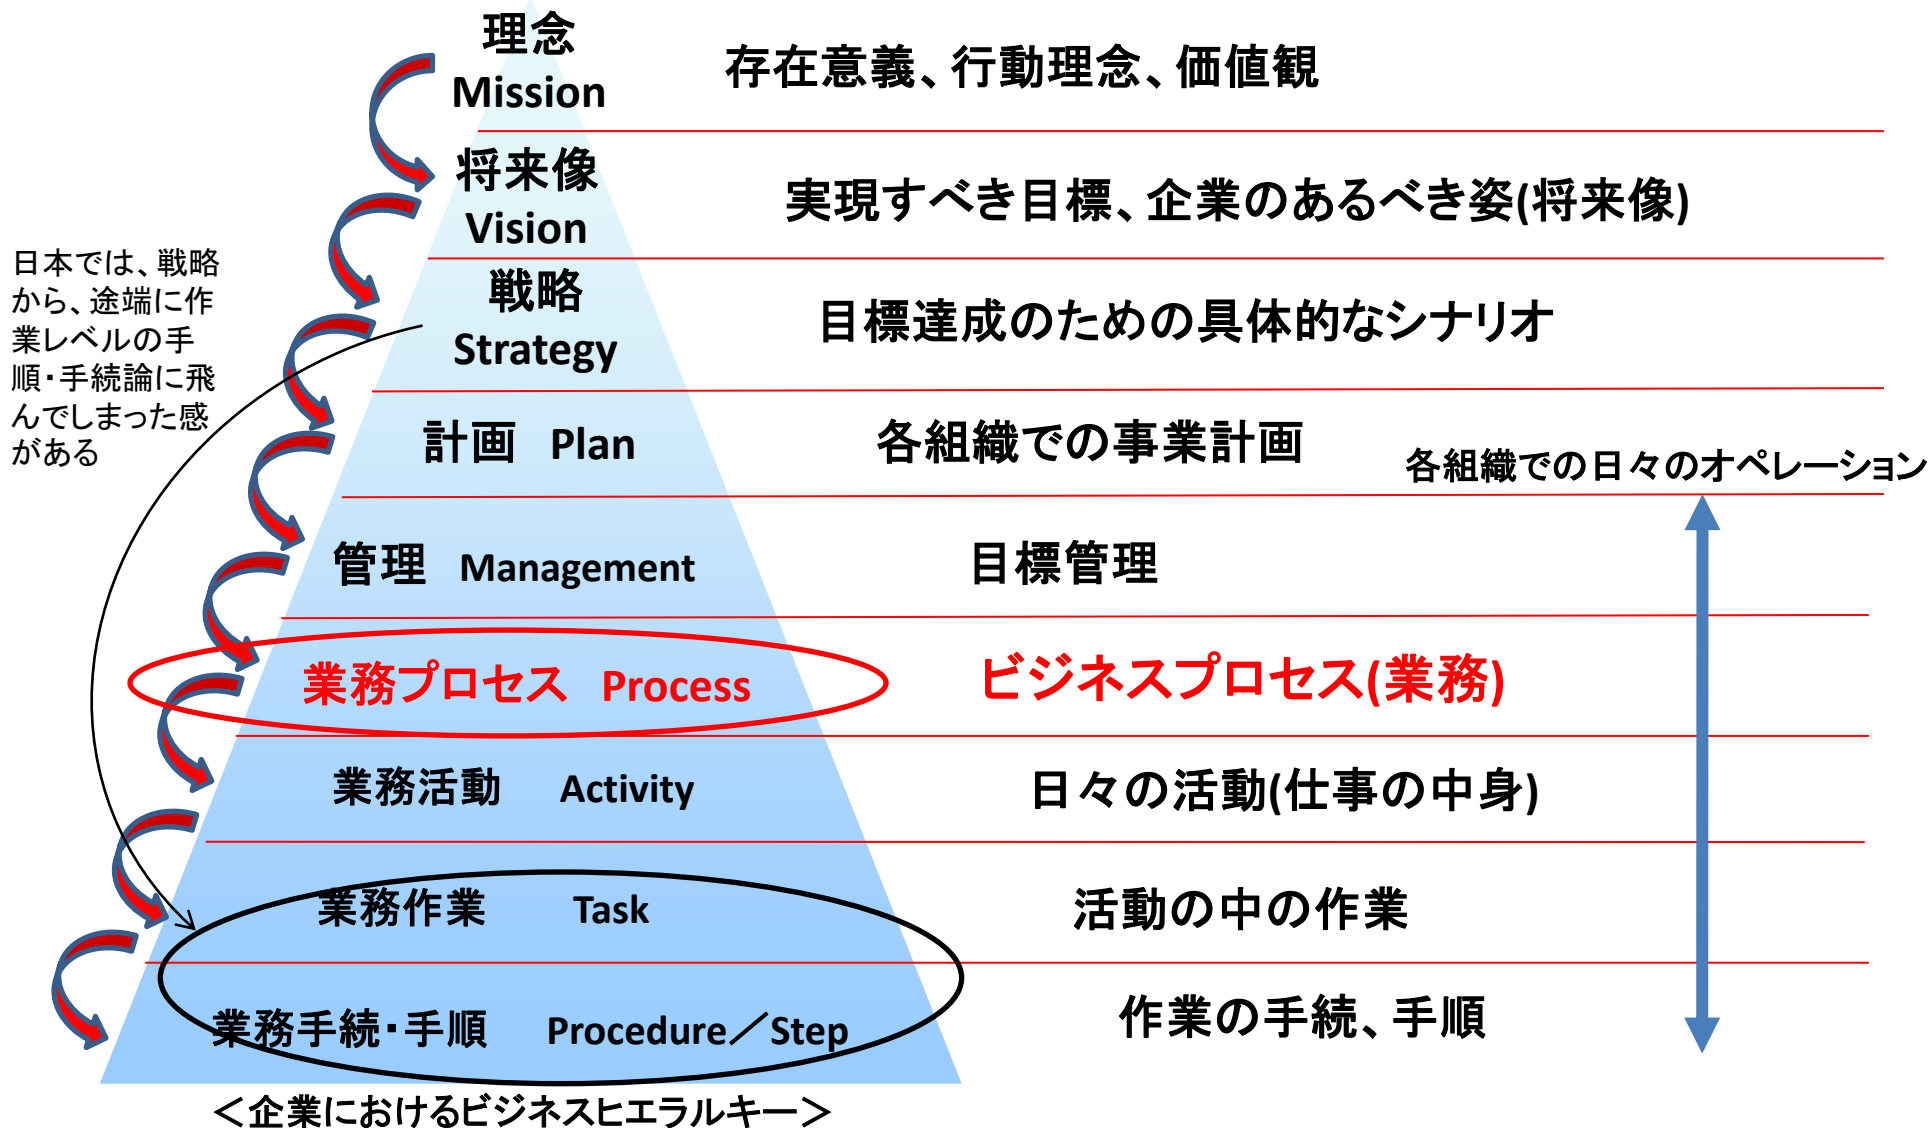 理念
Mission
存在意義、行動理念、価値観
将来像
Vision
実現すべき目標、企業のあるべき姿(将来像)
日本では、戦略
から、途端に作
業レベルの手
順・手続論に飛
んでしまった感
がある
戦略
Strategy
目標達成のための具体的なシナリオ
計画 Plan
各組織での事業計画
各組織での日々のオペレーション
管理 Management
目標管理
業務プロセス Process
ビジネスプロセス(業務)
業務活動 Activity
日々の活動(仕事の中身)
業務作業 Task
活動の中の作業
業務手続・手順 Procedure／Step
作業の手続、手順
＜企業におけるビジネスヒエラルキー＞